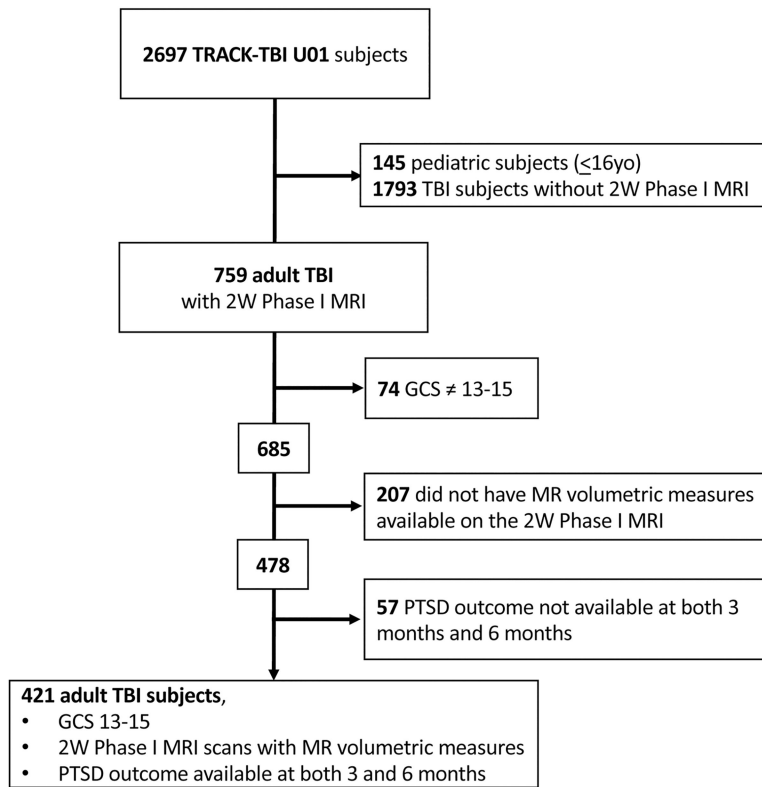 2697 TRACK-TBI U01 subjects
145 pediatric subjects (≤16yo)
1793 TBI subjects without 2W Phase I MRI
759 adult TBI
with 2W Phase I MRI
74 GCS ≠ 13-15
685
207 did not have MR volumetric measures
available on the 2W Phase I MRI
478
57 PTSD outcome not available at both 3
months and 6 months
421 adult TBI subjects,
• GCS 13-15
• 2W Phase I MRI scans with MR volumetric measures
• PTSD outcome available at both 3 and 6 months